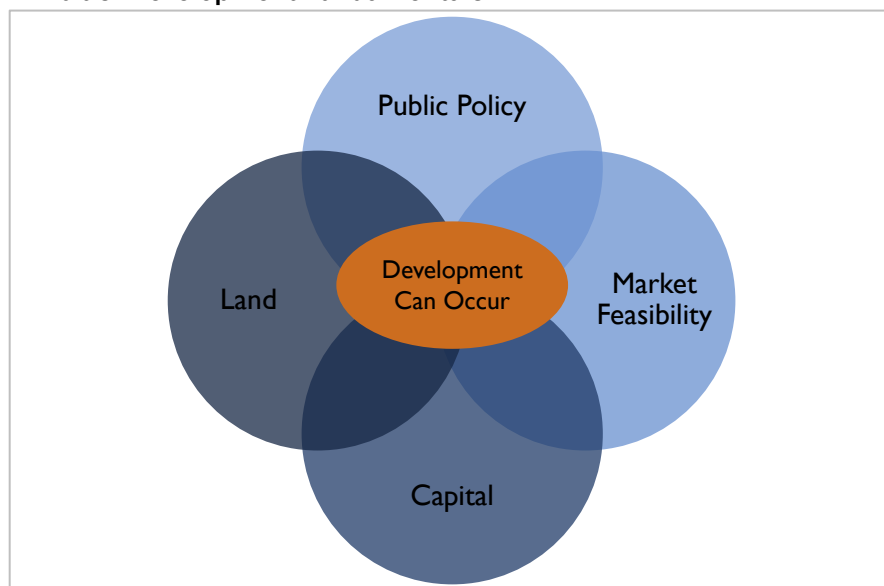 Public Policy
Development
Can Occur
Land
Market
Feasibility
Capital